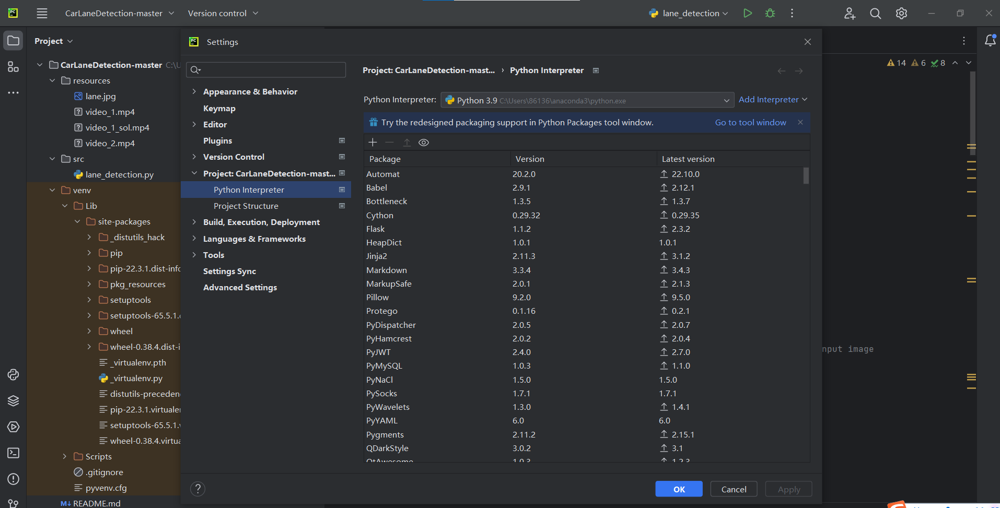 CarLaneDetection-master
Version control
lane_detection
Project
CarLaneDetection-master C:\U
resources
lane.jpg
video_1.mp4
video_1_sol.mp4
video_2.mp4
src
lane_detection.py
venv
Lib
site-packages
_distutils_hack
pip
pip-22.3.1.dist-info
pkg_resources
setuptools
setuptools-65.5.1.
wheel
wheel-0.38.4.dist-i
_virtualenv.pth
_virtualenv.py
distutils-preceden
pip-22.3.1.virtualen
setuptools-65.5.1.v
wheel-0.38.4.virtua
Scripts
.gitignore
pyvenv.cfg
M↓ README.md
PC Settings
Appearance & Behavior
Keymap
Editor
Plugins
Version Control
Project: CarLaneDetection-mast...
Python Interpreter
Project Structure
Build, Execution, Deployment
Languages & Frameworks
Tools
Settings Sync
Advanced Settings
Project: CarLaneDetection-mast... › Python Interpreter
Python Interpreter: Python 3.9 C:\Users\86136\anaconda3\python.exe Add Interpreter
Try the redesigned packaging support in Python Packages tool window. Go to tool window
Package Version Latest version
Automat 20.2.0 22.10.0
Babel 2.9.1 2.12.1
Bottleneck 1.3.5 1.3.7
Cython 0.29.32 0.29.35
Flask 1.1.2 2.3.2
HeapDict 1.0.1 1.0.1
Jinja2 2.11.3 3.1.2
Markdown 3.3.4 3.4.3
MarkupSafe 2.0.1 2.1.3
Pillow 9.2.0 9.5.0
Protego 0.1.16 0.2.1
PyDispatcher 2.0.5 2.0.7
PyHamcrest 2.0.2 2.0.4
PyJWT 2.4.0 2.7.0
PyMySQL 1.0.3 1.1.0
PyNaCl 1.5.0 1.5.0
PySocks 1.7.1 1.7.1
PyWavelets 1.3.0 1.4.1
PyYAML 6.0 6.0
Pygments 2.11.2 2.15.1
QDarkStyle 3.0.2 3.1
QtAwesome 1.0.3 1.2.3
OK
Cancel
Apply
14 6 8
nput image